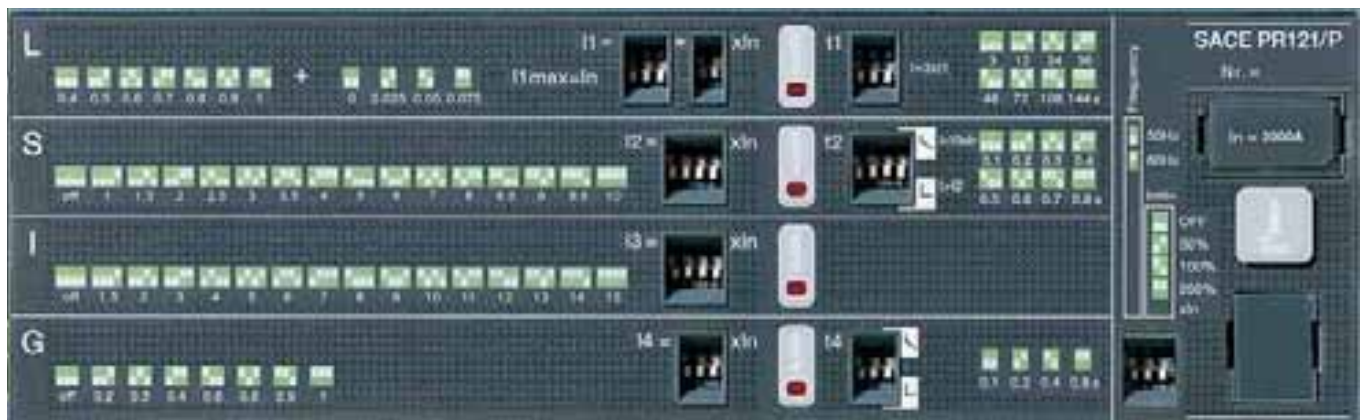 L
I1 = = xIn
t1
0.4 0.5 0.6 0.7 0.8 0.9 1 + 0 0.025 0.05 0.075
I1max=In
3 12 24 36
48 72 108 144 s
S
I2 = xIn
t2
0.1 0.2 0.3 0.4
0.5 0.6 0.7 0.8 s
off 1 1.5 2 2.5 3 3.5 4 5 6 7 8 8.5 9 9.5 10
I
I3 = xIn
off 1.5 2 3 4 5 6 7 8 9 10 11 12 13 14 15
G
I4 = xIn
t4
off 0.2 0.3 0.4 0.6 0.8 0.9 1
0.1 0.2 0.4 0.8 s
Frequency
50Hz
60Hz
OFF
50%
100%
200%
xIn
SACE PR121/P
Nr. =
In = 2000A